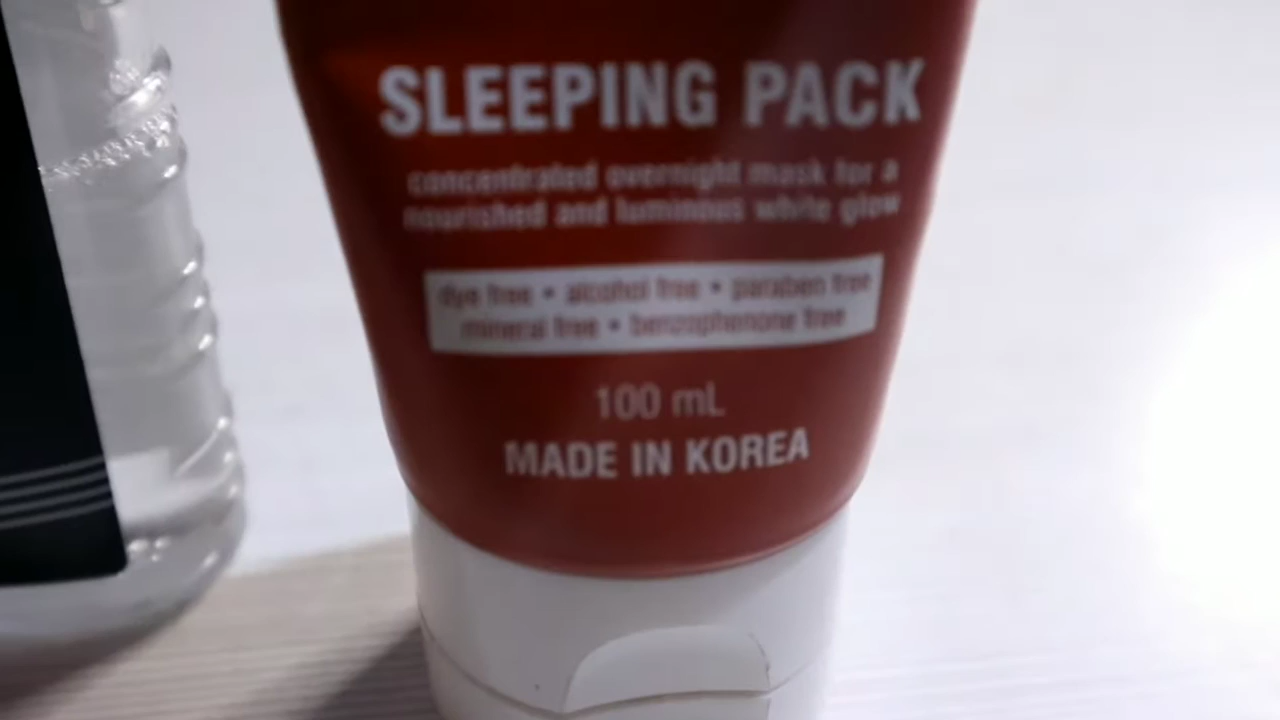 SLEEPING PACK
concentrated overnight mask for a
nourished and luminous white glow
dye free • alcohol free • paraben free
mineral free • benzophenone free
100 mL
MADE IN KOREA